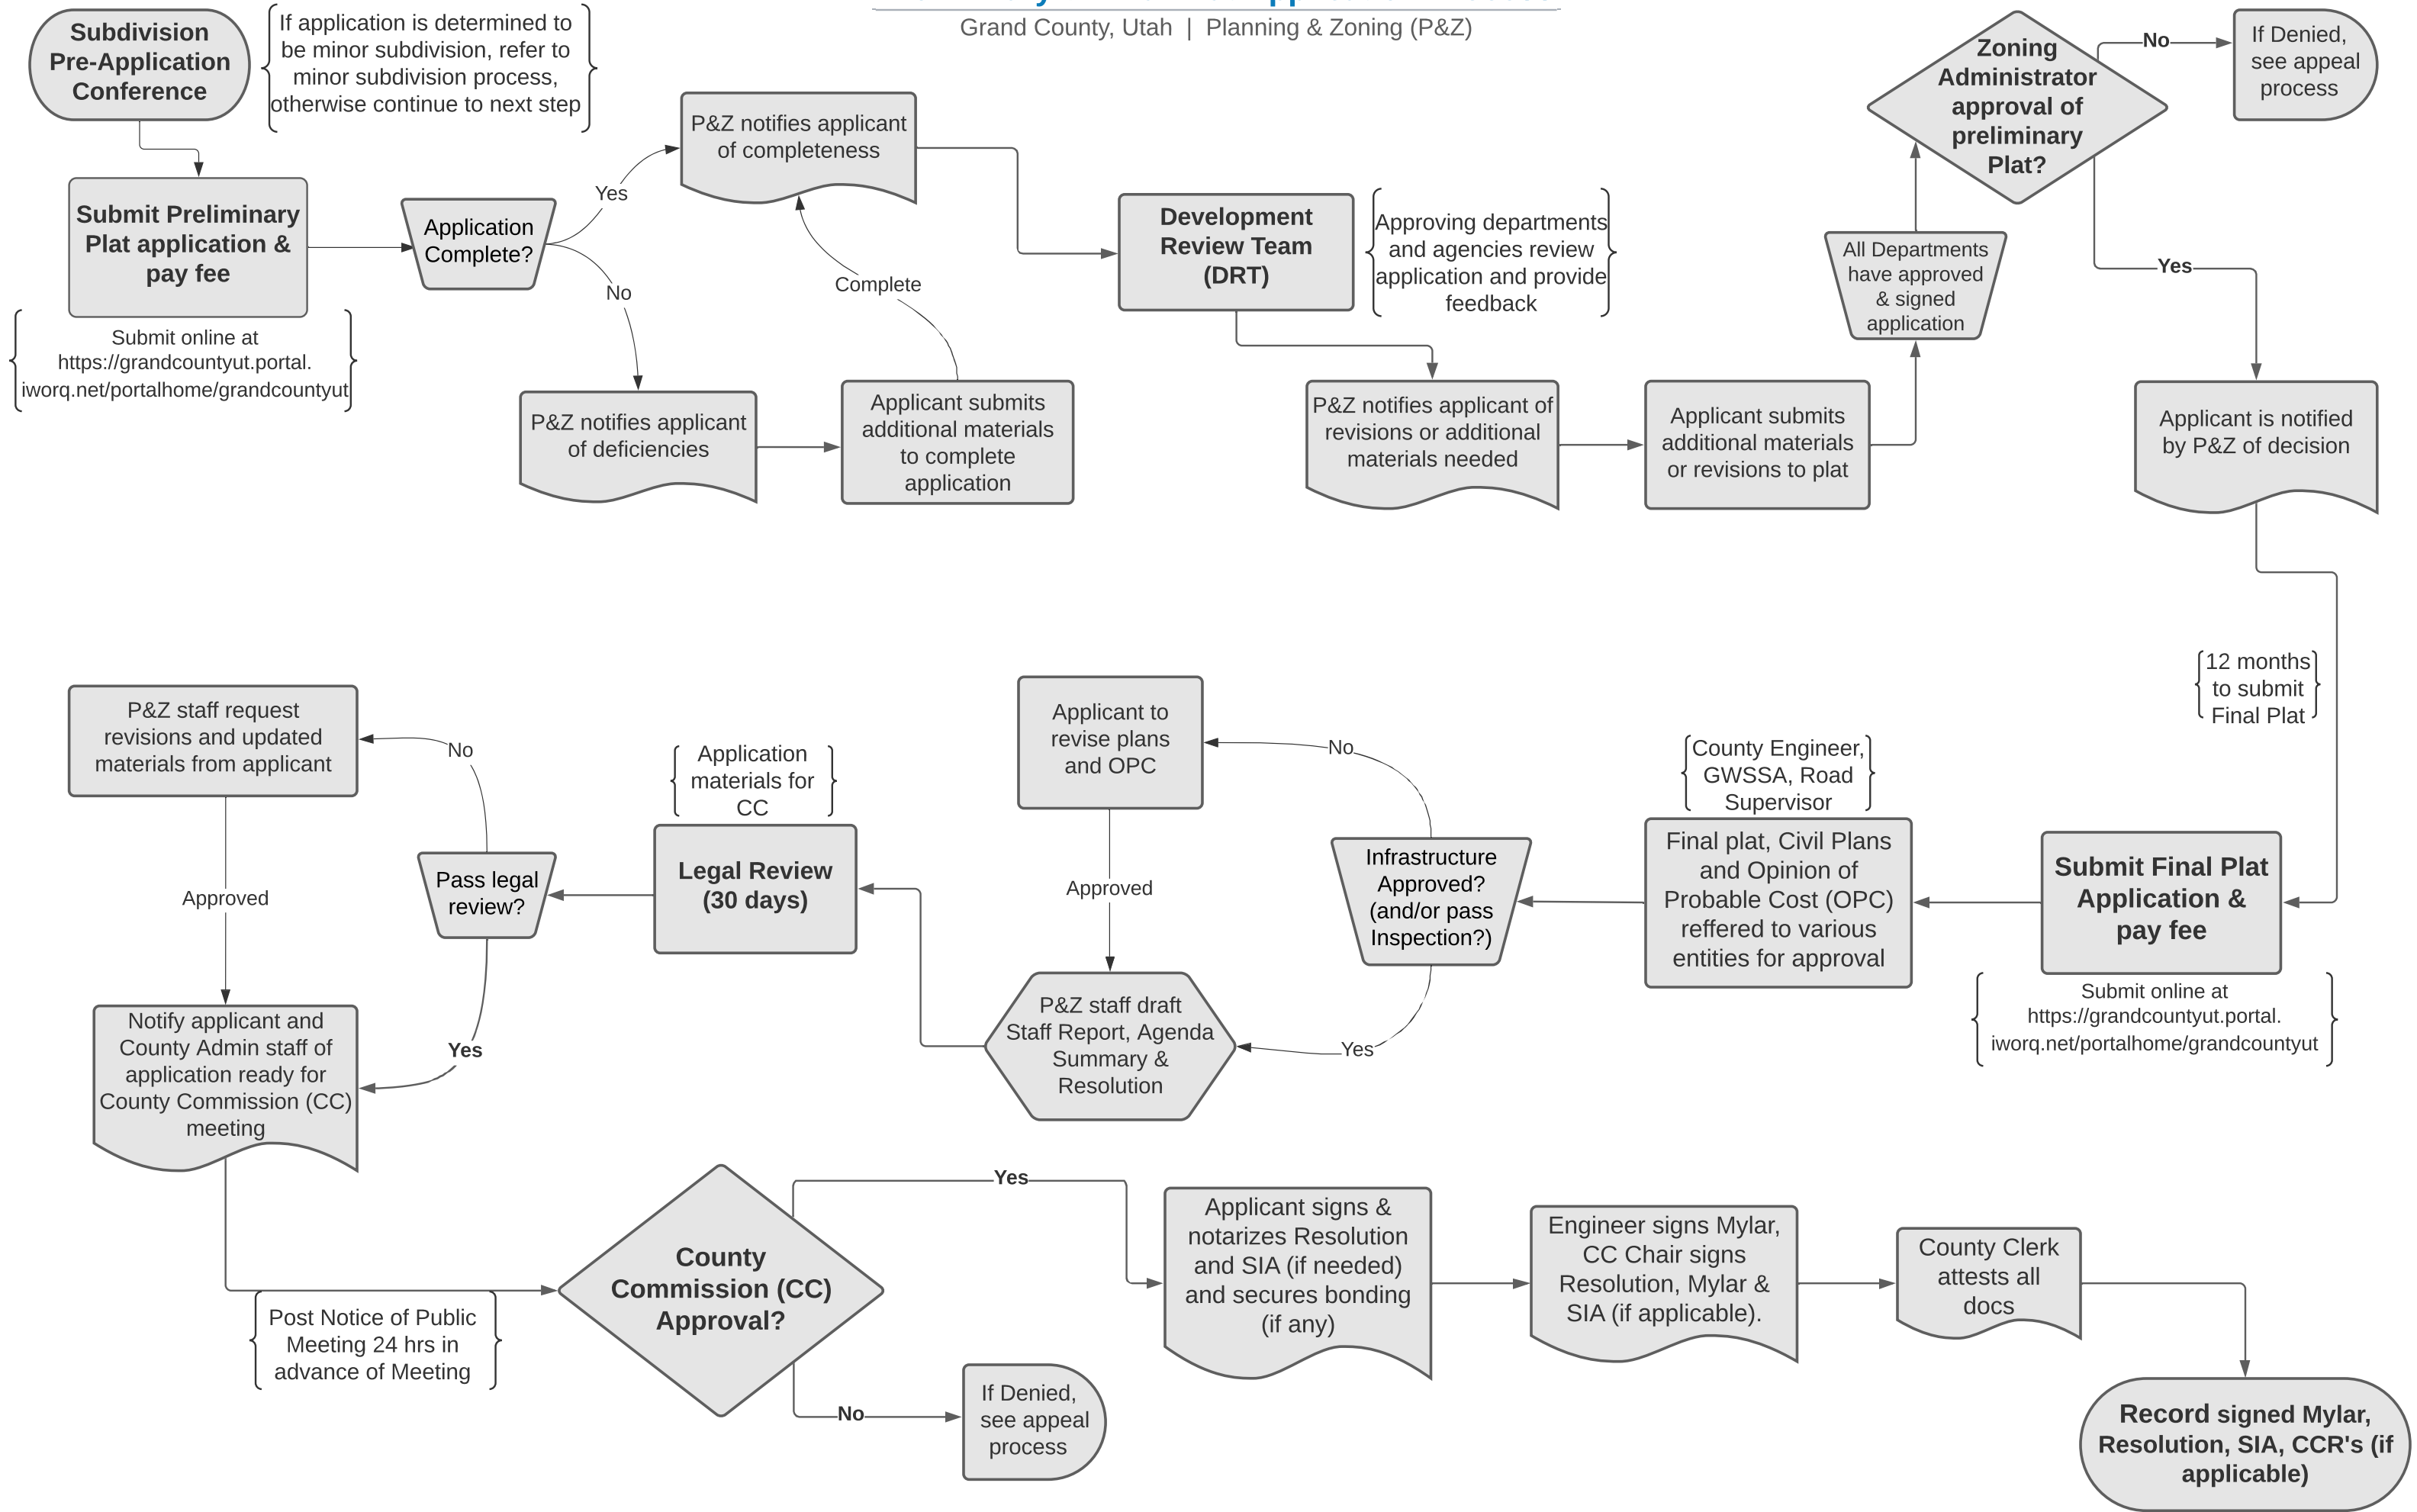 Grand County, Utah | Planning & Zoning (P&Z)
Subdivision
Pre-Application
Conference
If application is determined to
be minor subdivision, refer to
minor subdivision process,
otherwise continue to next step
Submit Preliminary
Plat application &
pay fee
Submit online at
https://grandcountyut.portal.
iworq.net/portalhome/grandcountyut
Application
Complete?
Yes
No
P&Z notifies applicant
of completeness
P&Z notifies applicant
of deficiencies
Applicant submits
additional materials
to complete
application
Complete
Development
Review Team
(DRT)
Approving departments
and agencies review
application and provide
feedback
P&Z notifies applicant of
revisions or additional
materials needed
Applicant submits
additional materials
or revisions to plat
All Departments
have approved
& signed
application
Zoning
Administrator
approval of
preliminary
Plat?
No
If Denied,
see appeal
process
Yes
Applicant is notified
by P&Z of decision
12 months
to submit
Final Plat
Submit Final Plat
Application &
pay fee
Submit online at
https://grandcountyut.portal.
iworq.net/portalhome/grandcountyut
County Engineer,
GWSSA, Road
Supervisor
Final plat, Civil Plans
and Opinion of
Probable Cost (OPC)
reffered to various
entities for approval
Infrastructure
Approved?
(and/or pass
Inspection?)
No
Applicant to
revise plans
and OPC
Approved
Yes
P&Z staff draft
Staff Report, Agenda
Summary &
Resolution
Application
materials for
CC
Legal Review
(30 days)
Pass legal
review?
No
P&Z staff request
revisions and updated
materials from applicant
Approved
Yes
Notify applicant and
County Admin staff of
application ready for
County Commission (CC)
meeting
Post Notice of Public
Meeting 24 hrs in
advance of Meeting
County
Commission (CC)
Approval?
No
If Denied,
see appeal
process
Yes
Applicant signs &
notarizes Resolution
and SIA (if needed)
and secures bonding
(if any)
Engineer signs Mylar,
CC Chair signs
Resolution, Mylar &
SIA (if applicable).
County Clerk
attests all
docs
Record signed Mylar,
Resolution, SIA, CCR's (if
applicable)